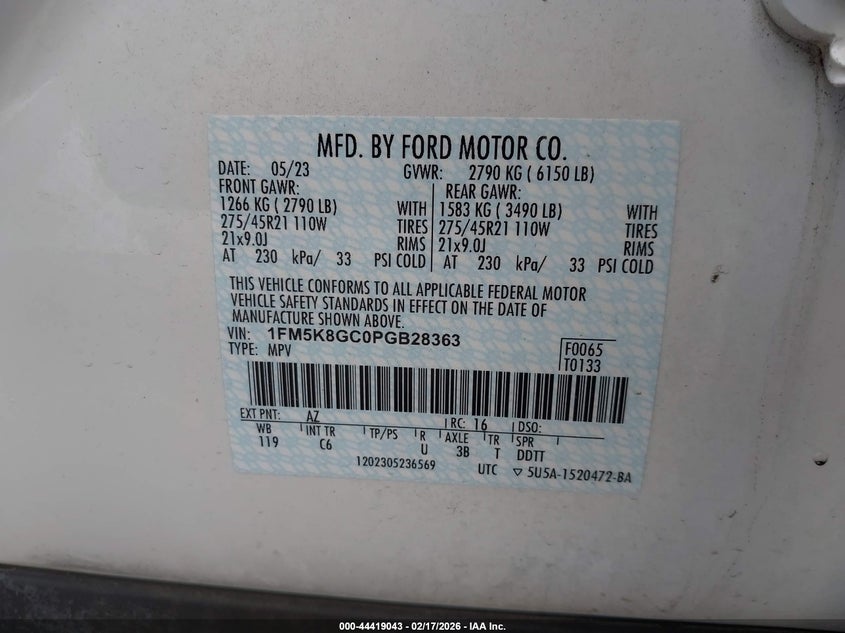 MFD. BY FORD MOTOR CO.
DATE: 05/23 GVWR: 2790 KG ( 6150 LB)
FRONT GAWR: REAR GAWR:
1266 KG ( 2790 LB) WITH 1583 KG ( 3490 LB) WITH
275/45R21 110W TIRES 275/45R21 110W TIRES
21x9.0J RIMS 21x9.0J RIMS
AT 230 kPa/ 33 PSI COLD AT 230 kPa/ 33 PSI COLD
THIS VEHICLE CONFORMS TO ALL APPLICABLE FEDERAL MOTOR
VEHICLE SAFETY STANDARDS IN EFFECT ON THE DATE OF
MANUFACTURE SHOWN ABOVE.
VIN: 1FM5K8GC0PGB28363 F0065
TYPE: MPV T0133
EXT PNT: AZ RC: 16 DSO:
WB INT TR TP/PS R AXLE TR SPR
119 C6 U 3B T DDTT
1202305236569 UTC ▽ 5U5A-1520472-BA
000-44419043 / 02/17/2026 - IAA Inc.